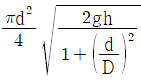 πd²/4 √(2gh / (1 + (d/D)²))